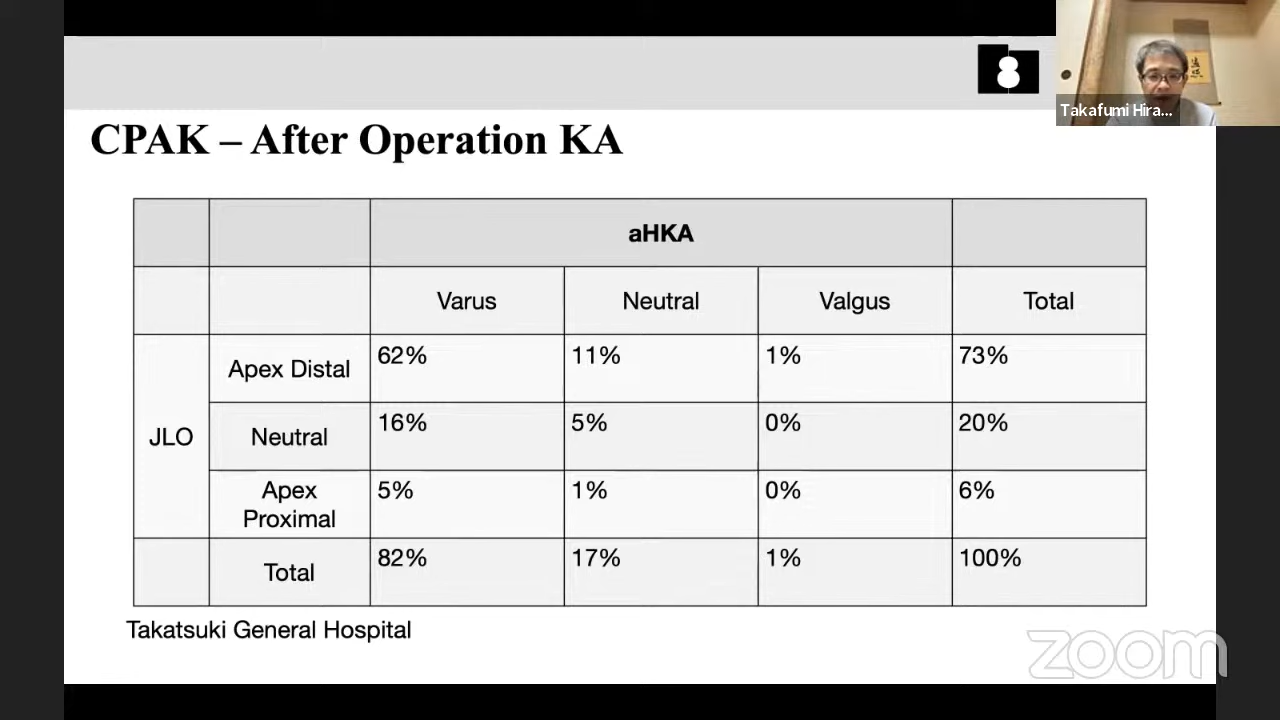 Takafumi Hira...
CPAK – After Operation KA
aHKA
Varus Neutral Valgus Total
JLO
Apex Distal 62% 11% 1% 73%
Neutral 16% 5% 0% 20%
Apex
Proximal 5% 1% 0% 6%
Total 82% 17% 1% 100%
Takatsuki General Hospital
zoom